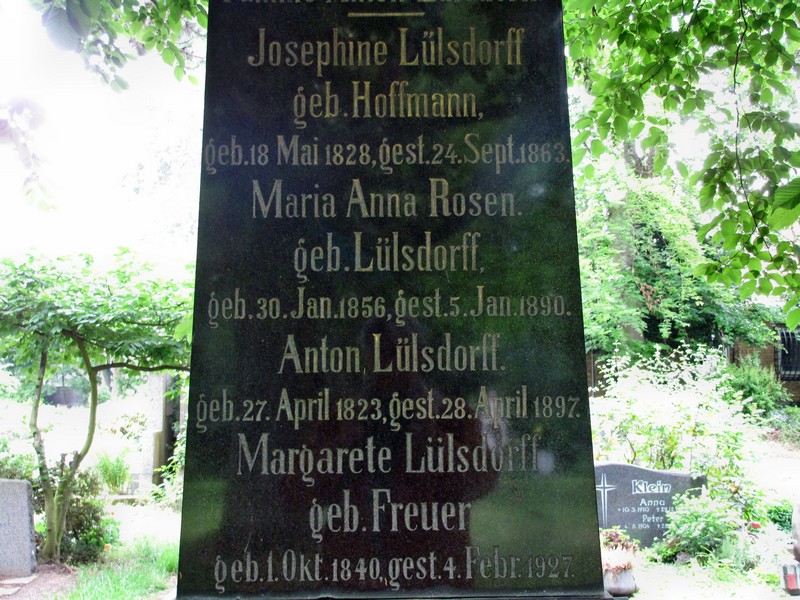 Josephine Lülsdorff
geb. Hoffmann,
geb. 18 Mai 1828, gest. 24. Sept. 1863.
Maria Anna Rosen.
geb. Lülsdorff,
geb. 30. Jan. 1856, gest. 5. Jan. 1890.
Anton Lülsdorff.
geb. 27. April 1823, gest. 28. April 1897.
Margarete Lülsdorff
geb. Freuer
geb. 1. Okt. 1840, gest. 4. Febr. 1927.
Klein
Anna
Peter